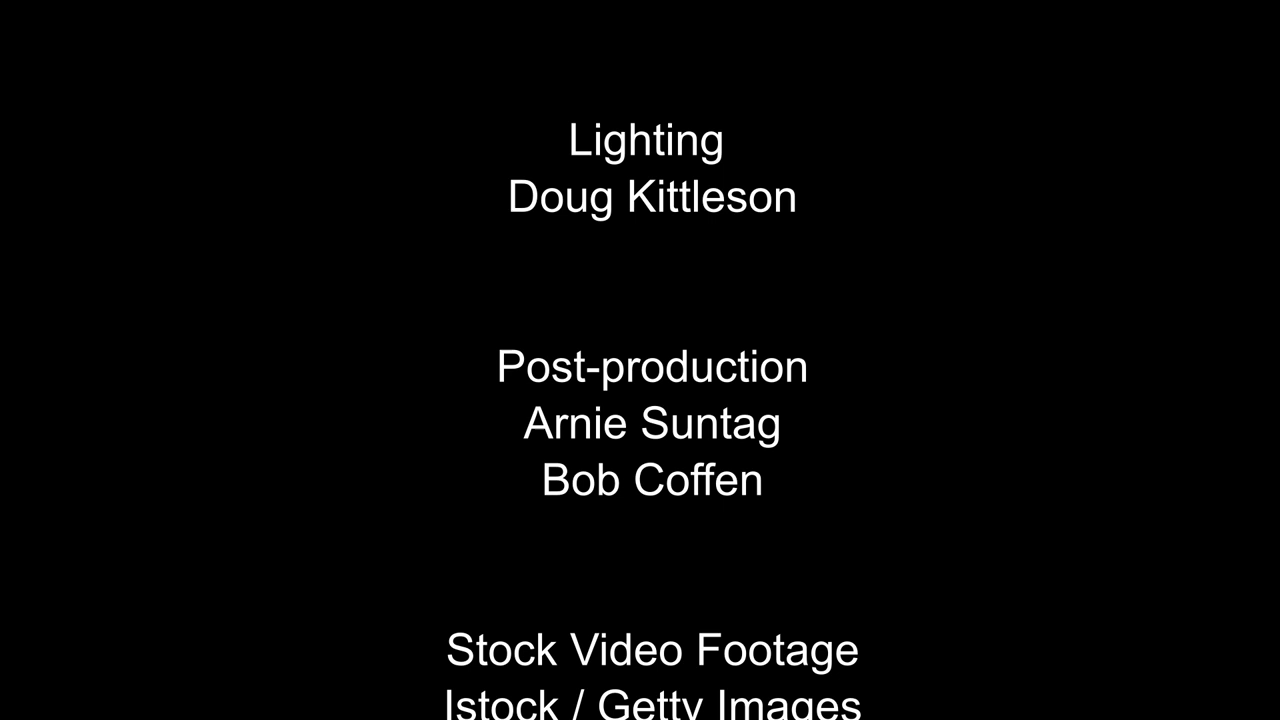 Lighting
Doug Kittleson
Post-production
Arnie Suntag
Bob Coffen
Stock Video Footage
Istock / Getty Images